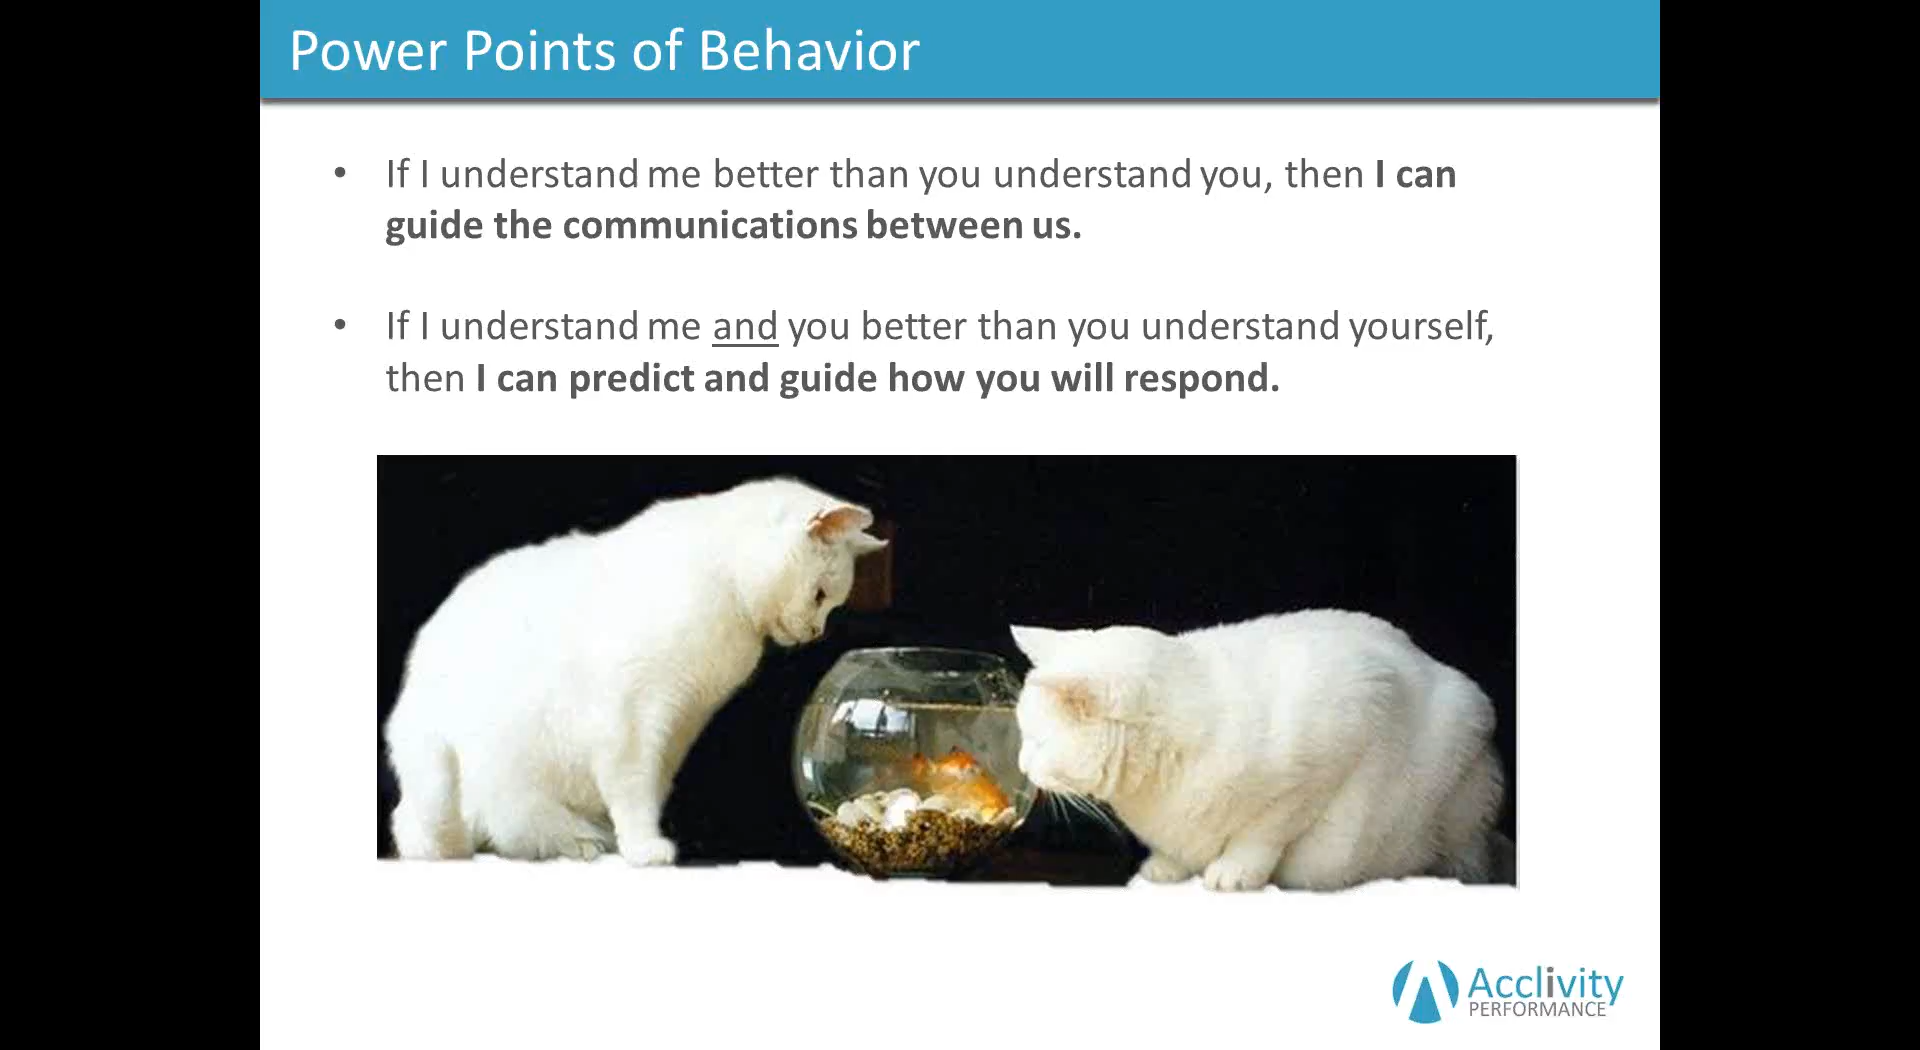 Power Points of Behavior
• If I understand me better than you understand you, then I can
guide the communications between us.
• If I understand me and you better than you understand yourself,
then I can predict and guide how you will respond.
Acclivity
PERFORMANCE